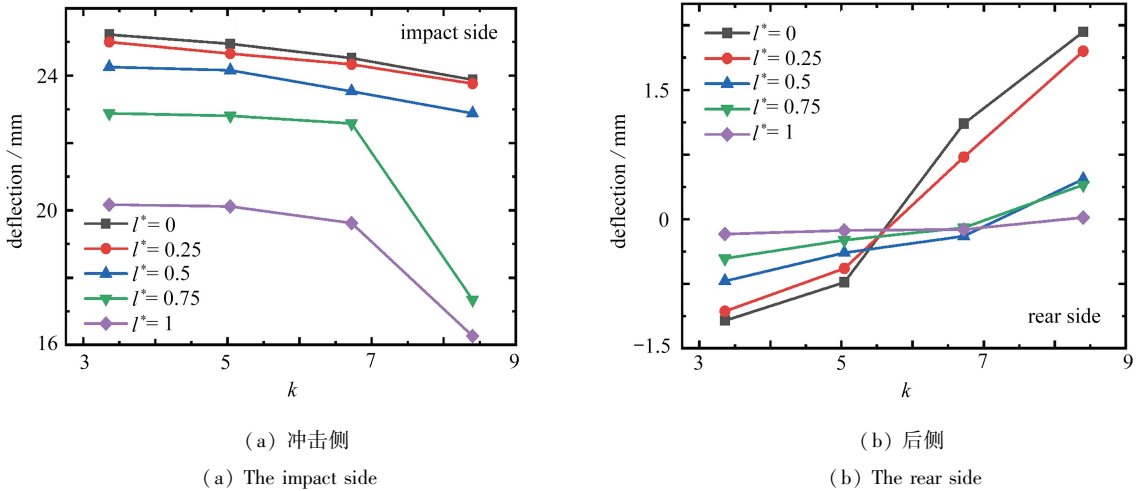 impact side
deflection / mm
24
20
16
l* = 0
l* = 0.25
l* = 0.5
l* = 0.75
l* = 1
3
5
7
9
k
(a) 冲击侧
(a) The impact side
l* = 0
l* = 0.25
l* = 0.5
l* = 0.75
l* = 1
deflection / mm
1.5
0
−1.5
rear side
3
5
7
9
k
(b) 后侧
(b) The rear side